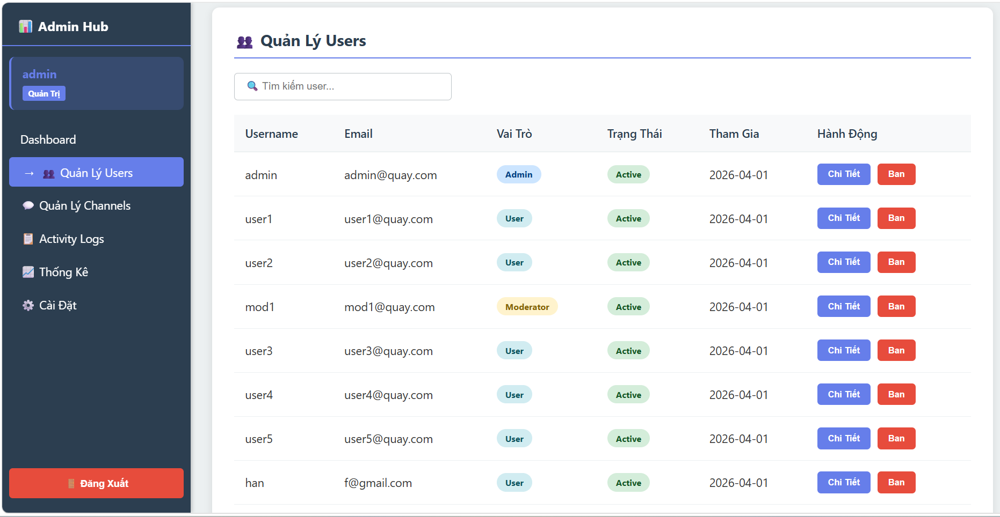 Admin Hub
admin
Quản Trị
Dashboard
→ Quản Lý Users
Quản Lý Channels
Activity Logs
Thống Kê
Cài Đặt
Đăng Xuất
Quản Lý Users
Tìm kiếm user...
Username Email Vai Trò Trạng Thái Tham Gia Hành Động
admin admin@quay.com Admin Active 2026-04-01 Chi Tiết Ban
user1 user1@quay.com User Active 2026-04-01 Chi Tiết Ban
user2 user2@quay.com User Active 2026-04-01 Chi Tiết Ban
mod1 mod1@quay.com Moderator Active 2026-04-01 Chi Tiết Ban
user3 user3@quay.com User Active 2026-04-01 Chi Tiết Ban
user4 user4@quay.com User Active 2026-04-01 Chi Tiết Ban
user5 user5@quay.com User Active 2026-04-01 Chi Tiết Ban
han f@gmail.com User Active 2026-04-01 Chi Tiết Ban